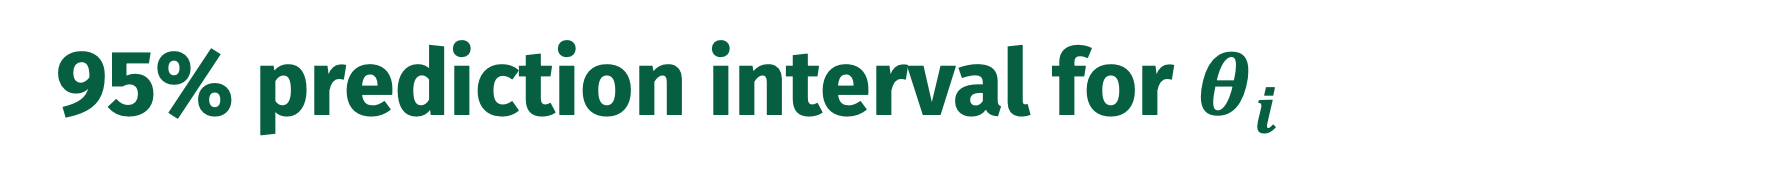 95% prediction interval for θᵢ